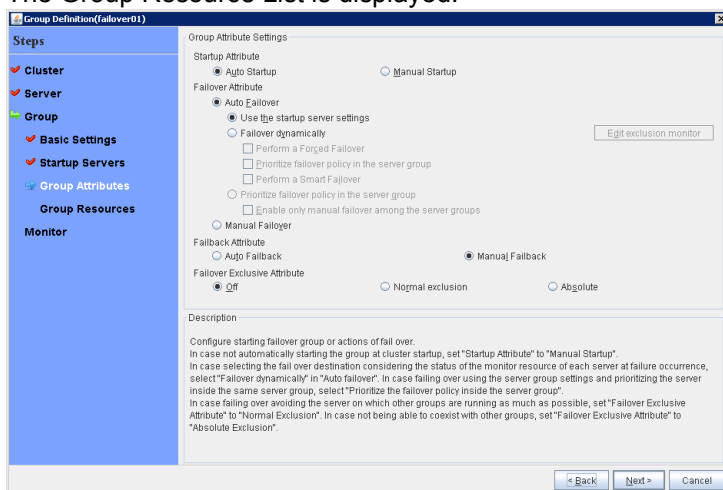 The Group Resource List is displayed.
Group Definition(failover01)
Steps
Cluster
Server
Group
Basic Settings
Startup Servers
Group Attributes
Group Resources
Monitor
Group Attribute Settings
Startup Attribute
Auto Startup Manual Startup
Failover Attribute
Auto Failover
Use the startup server settings
Failover dynamically Edit exclusion monitor
Perform a Forced Failover
Prioritize failover policy in the server group
Perform a Smart Failover
Prioritize failover policy in the server group
Enable only manual failover among the server groups
Manual Failover
Failback Attribute
Auto Failback Manual Failback
Failover Exclusive Attribute
Off Normal exclusion Absolute
Description
Configure starting failover group or actions of fail over.
In case not automatically starting the group at cluster startup, set "Startup Attribute" to "Manual Startup".
In case selecting the fail over destination considering the status of the monitor resource of each server at failure occurrence,
select "Failover dynamically" in "Auto failover". In case failing over using the server group settings and prioritizing the server
inside the same server group, select "Prioritize the failover policy inside the server group".
In case failing over avoiding the server on which other groups are running as much as possible, set "Failover Exclusive
Attribute" to "Normal Exclusion". In case not being able to coexist with other groups, set "Failover Exclusive Attribute" to
"Absolute Exclusion".
< Back Next > Cancel